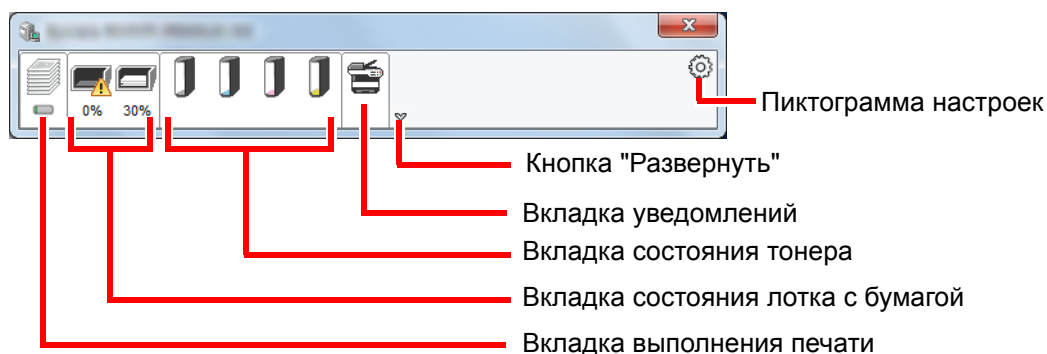 0% 30%
Пиктограмма настроек
Кнопка "Развернуть"
Вкладка уведомлений
Вкладка состояния тонера
Вкладка состояния лотка с бумагой
Вкладка выполнения печати